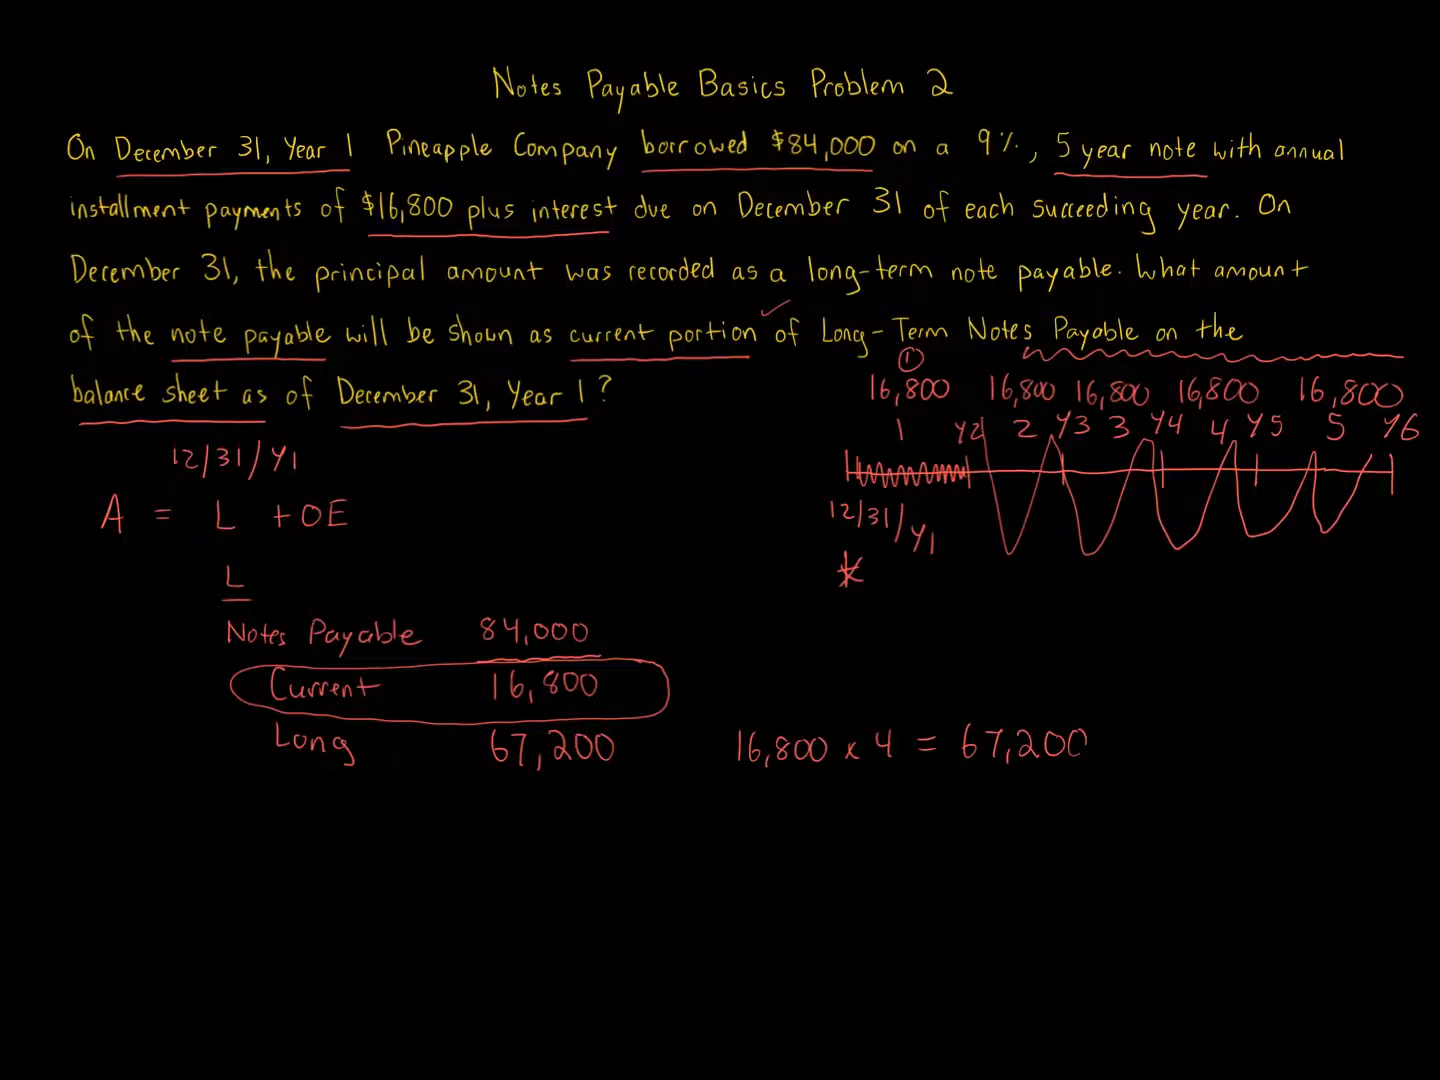 Notes Payable Basics Problem 2
On December 31, Year 1 Pineapple Company borrowed $84,000 on a 9%, 5 year note with annual
installment payments of $16,800 plus interest due on December 31 of each succeeding year. On
December 31, the principal amount was recorded as a long-term note payable. What amount
of the note payable will be shown as current portion of Long-Term Notes Payable on the
balance sheet as of December 31, Year 1?
1
16,800 16,800 16,800 16,800 16,800
1 Y2 2 Y3 3 Y4 4 Y5 5 Y6
12/31/Y1
12/31/Y1
*
A = L + OE
L
Notes Payable 84,000
Current 16,800
Long 67,200
16,800 x 4 = 67,200